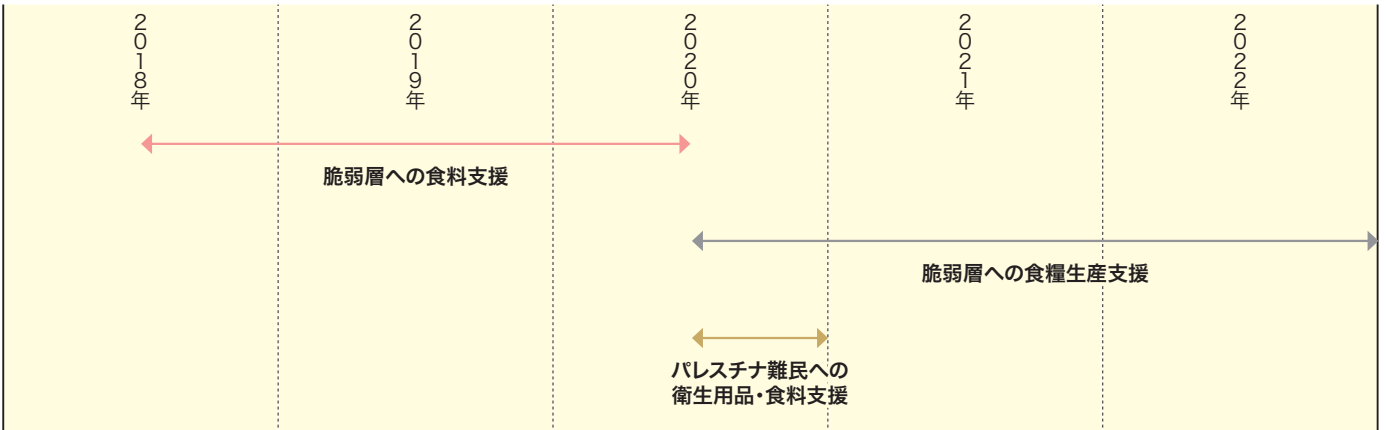 2018年
2019年
2020年
2021年
2022年
脆弱層への食料支援
脆弱層への食糧生産支援
パレスチナ難民への
衛生用品・食料支援